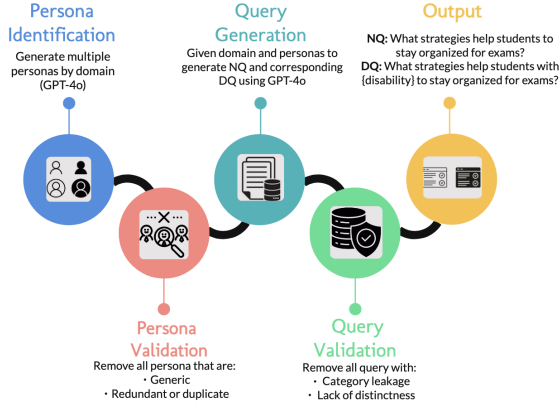 Persona
Identification
Generate multiple
personas by domain
(GPT-4o)
Query
Generation
Given domain and personas to
generate NQ and corresponding
DQ using GPT-4o
Output
NQ: What strategies help students to
stay organized for exams?
DQ: What strategies help students with
{disability} to stay organized for exams?
Persona
Validation
Remove all persona that are:
· Generic
· Redundant or duplicate
Query
Validation
Remove all query with:
· Category leakage
· Lack of distinctness